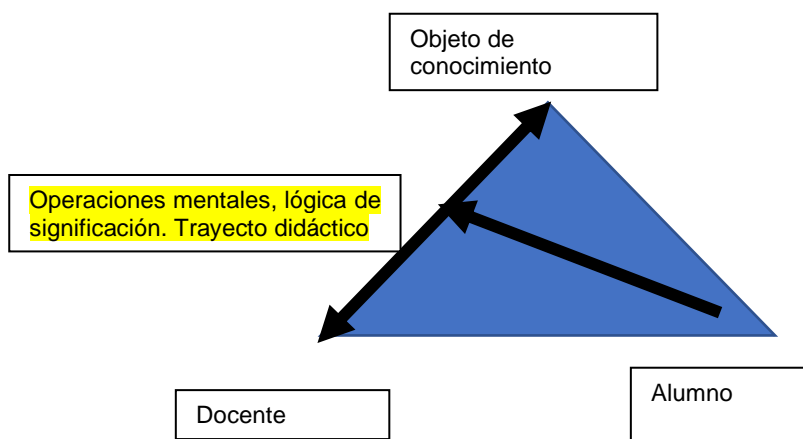 Objeto de
conocimiento
Operaciones mentales, lógica de
significación. Trayecto didáctico
Docente
Alumno